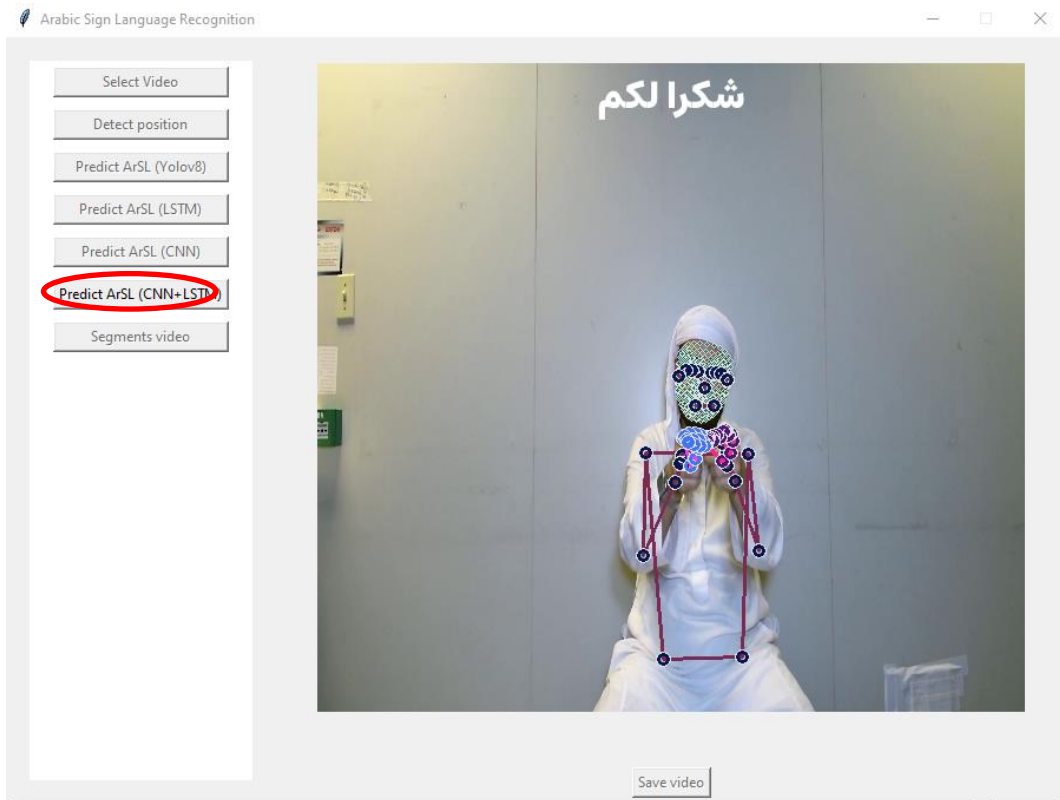 Arabic Sign Language Recognition
Select Video
Detect position
Predict ArSL (Yolov8)
Predict ArSL (LSTM)
Predict ArSL (CNN)
Predict ArSL (CNN+LSTM)
Segments video
شكرا لكم
Save video